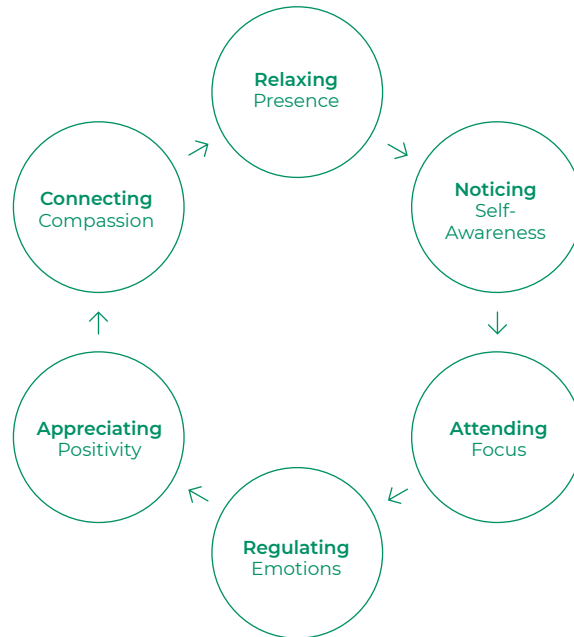 Relaxing
Presence
Noticing
Self-
Awareness
Attending
Focus
Regulating
Emotions
Appreciating
Positivity
Connecting
Compassion